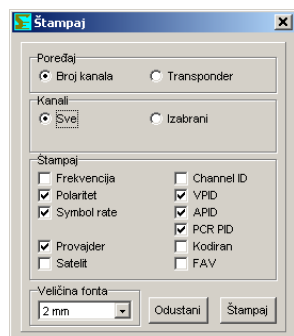 Štampaj
Poređaj
Broj kanala Transponder
Kanali
Sve Izabrani
Štampaj
Frekvencija Channel ID
Polaritet VPID
Symbol rate APID
PCR PID
Provajder Kodiran
Satelit FAV
Veličina fonta
2 mm Odustani Štampaj